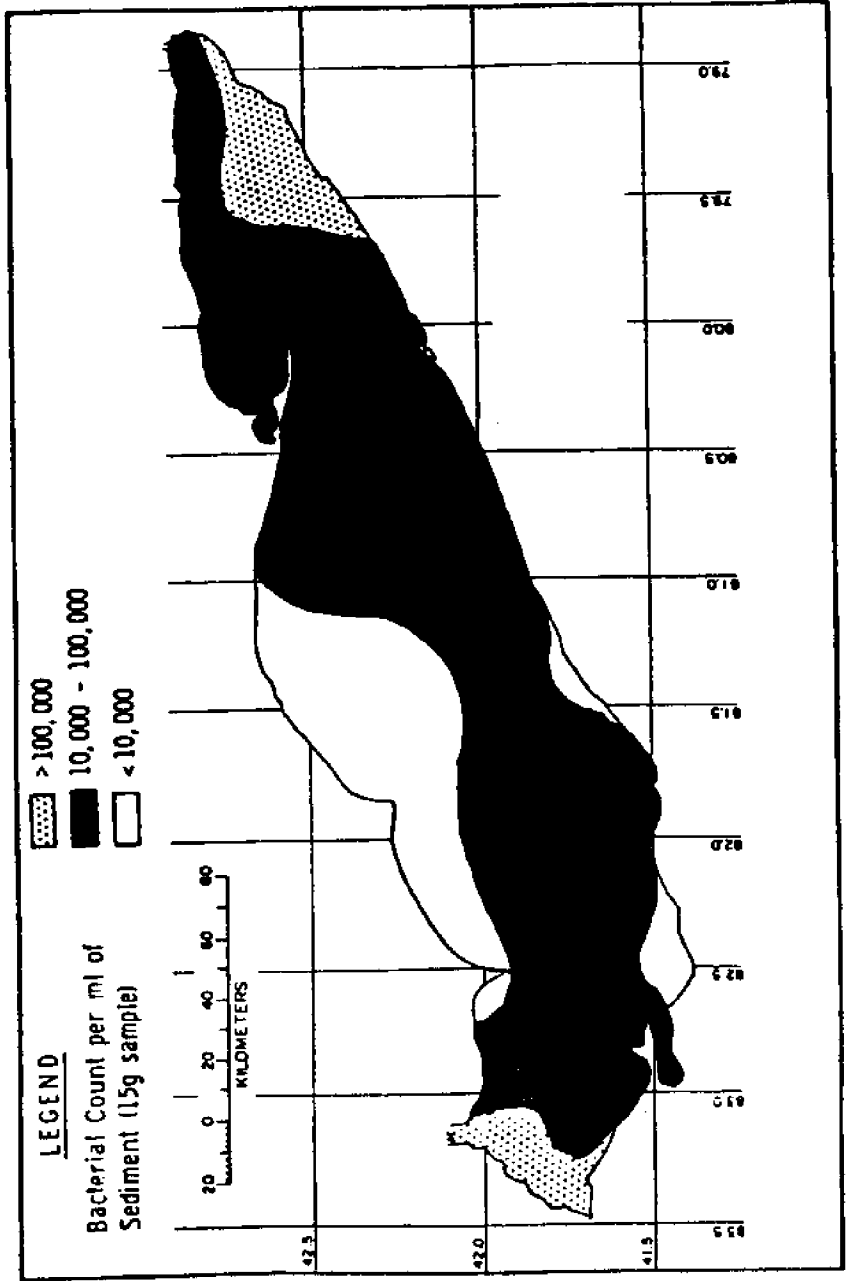 LEGEND
Bacterial Count per ml of
Sediment (15g sample)
> 100,000
10,000 - 100,000
< 10,000
20 0 20 40 60 80
KILOMETERS
42.5
42.0
41.5
83.5
83.0
82.5
82.0
81.5
81.0
80.5
80.0
79.5
79.0